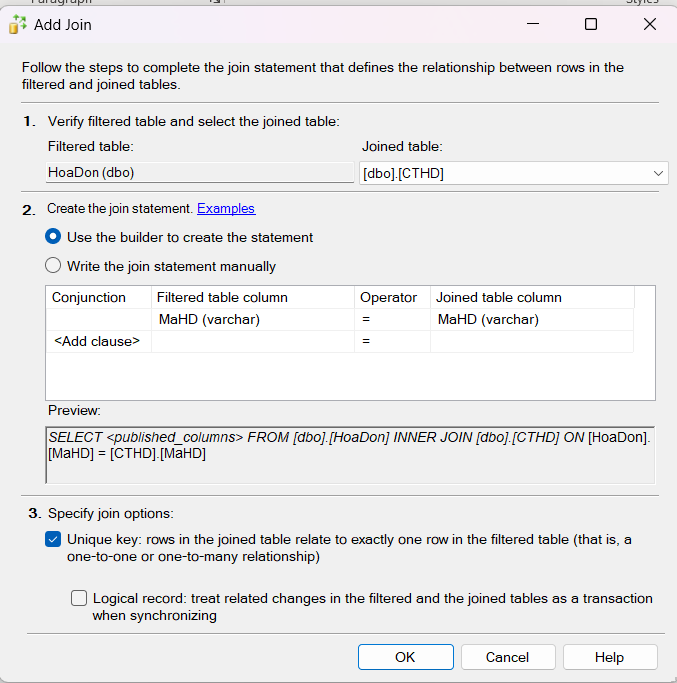 Add Join
Follow the steps to complete the join statement that defines the relationship between rows in the
filtered and joined tables.
1. Verify filtered table and select the joined table:
Filtered table:
Joined table:
HoaDon (dbo)
[dbo].[CTHD]
2. Create the join statement. Examples
Use the builder to create the statement
Write the join statement manually
Conjunction Filtered table column Operator Joined table column
MaHD (varchar) = MaHD (varchar)
<Add clause> =
Preview:
SELECT <published_columns> FROM [dbo].[HoaDon] INNER JOIN [dbo].[CTHD] ON [HoaDon].
[MaHD] = [CTHD].[MaHD]
3. Specify join options:
Unique key: rows in the joined table relate to exactly one row in the filtered table (that is, a
one-to-one or one-to-many relationship)
Logical record: treat related changes in the filtered and the joined tables as a transaction
when synchronizing
OK Cancel Help